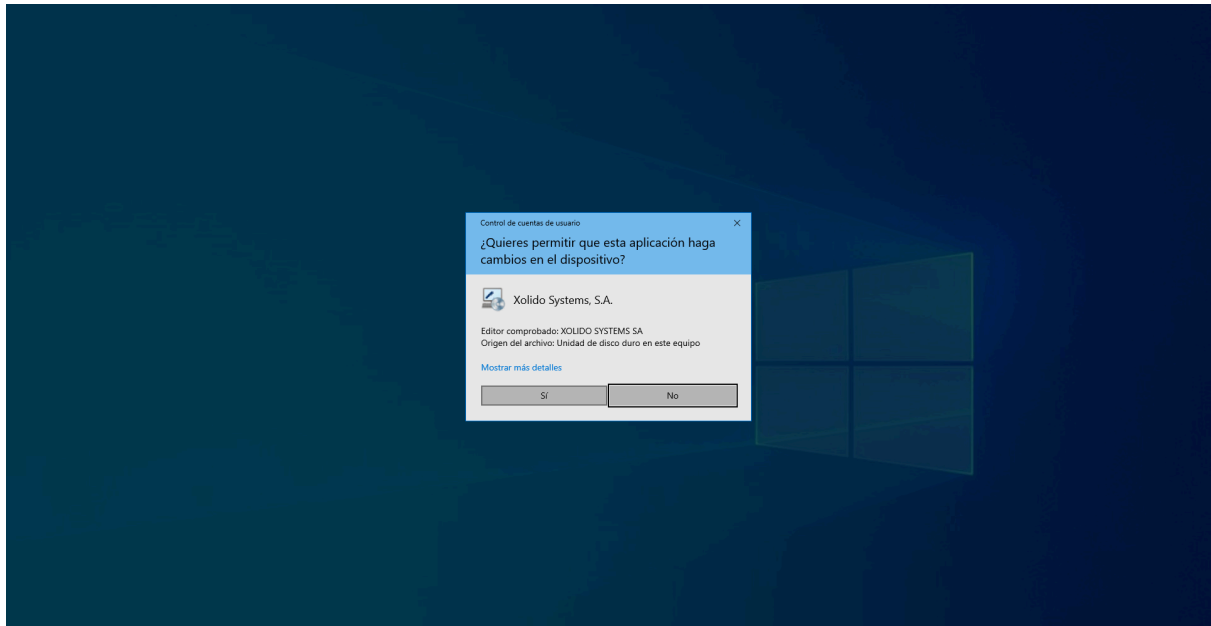 Control de cuentas de usuario
¿Quieres permitir que esta aplicación haga
cambios en el dispositivo?
Xolido Systems, S.A.
Editor comprobado: XOLIDO SYSTEMS SA
Origen del archivo: Unidad de disco duro en este equipo
Mostrar más detalles
Sí
No